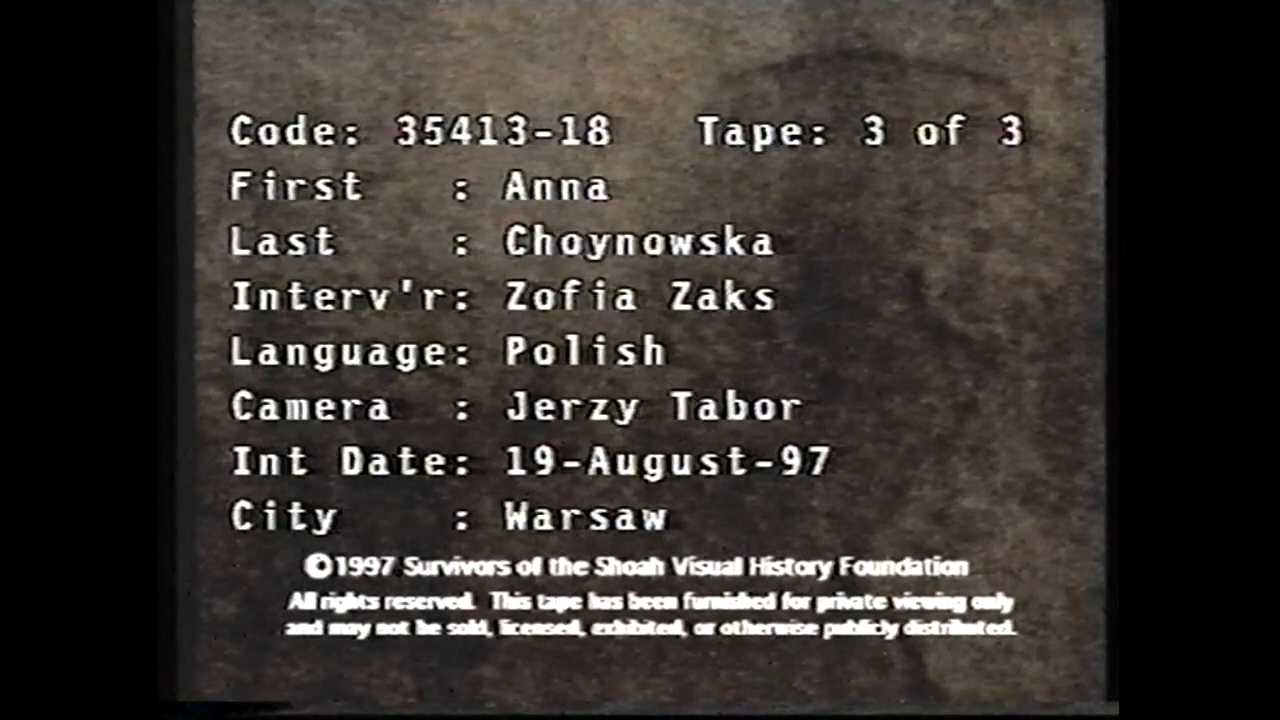 Code: 35413-18 Tape: 3 of 3
First : Anna
Last : Choynowska
Interv'r: Zofia Zaks
Language: Polish
Camera : Jerzy Tabor
Int Date: 19-August-97
City : Warsaw
©1997 Survivors of the Shoah Visual History Foundation
All rights reserved. This tape has been furnished for private viewing only
and may not be sold, licensed, exhibited, or otherwise publicly distributed.